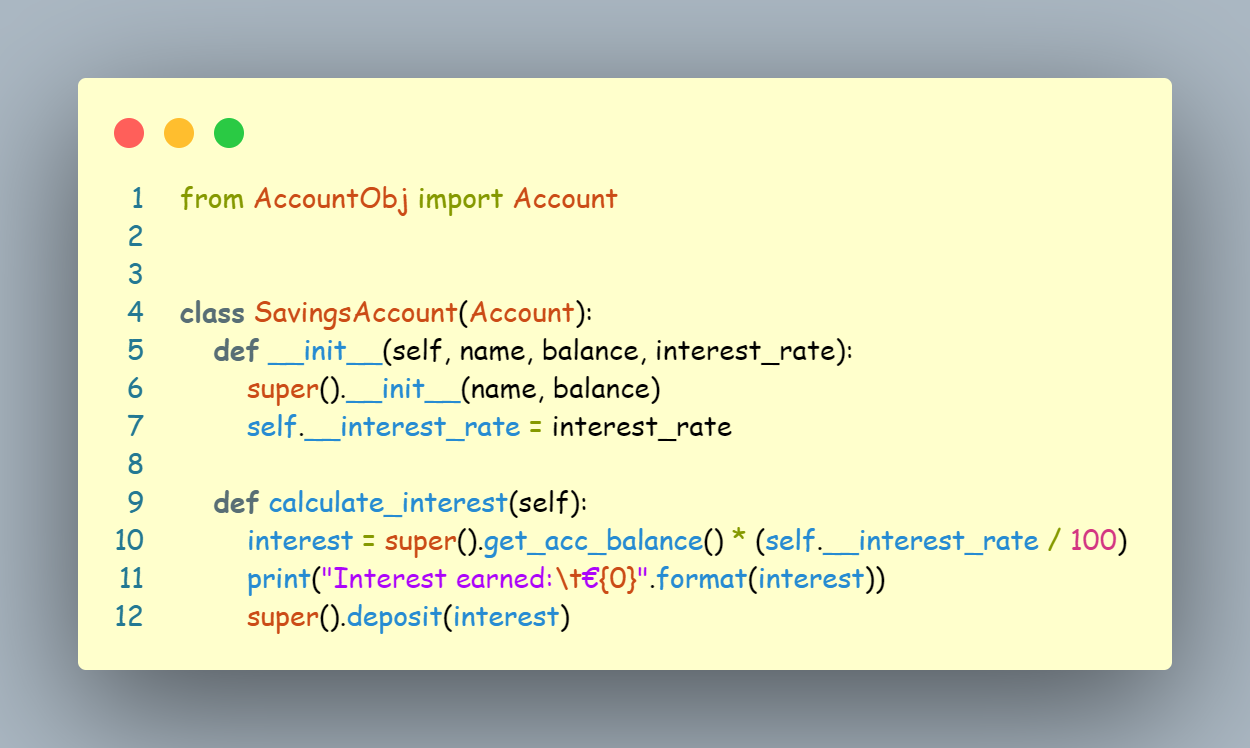 1 from AccountObj import Account
2
3
4 class SavingsAccount(Account):
5     def __init__(self, name, balance, interest_rate):
6         super().__init__(name, balance)
7         self.__interest_rate = interest_rate
8
9     def calculate_interest(self):
10         interest = super().get_acc_balance() * (self.__interest_rate / 100)
11         print("Interest earned:\t€{0}".format(interest))
12         super().deposit(interest)